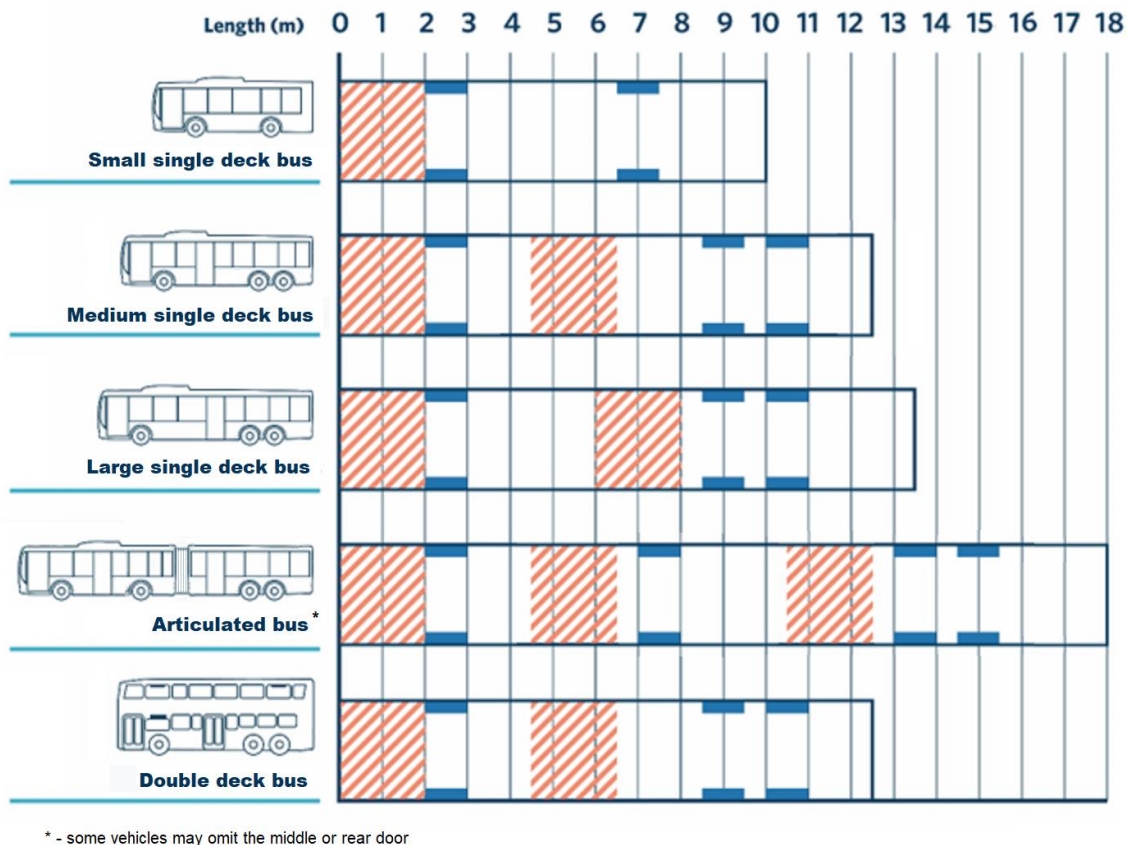 Length (m) 0 1 2 3 4 5 6 7 8 9 10 11 12 13 14 15 16 17 18
Small single deck bus
Medium single deck bus
Large single deck bus
Articulated bus *
Double deck bus
* - some vehicles may omit the middle or rear door